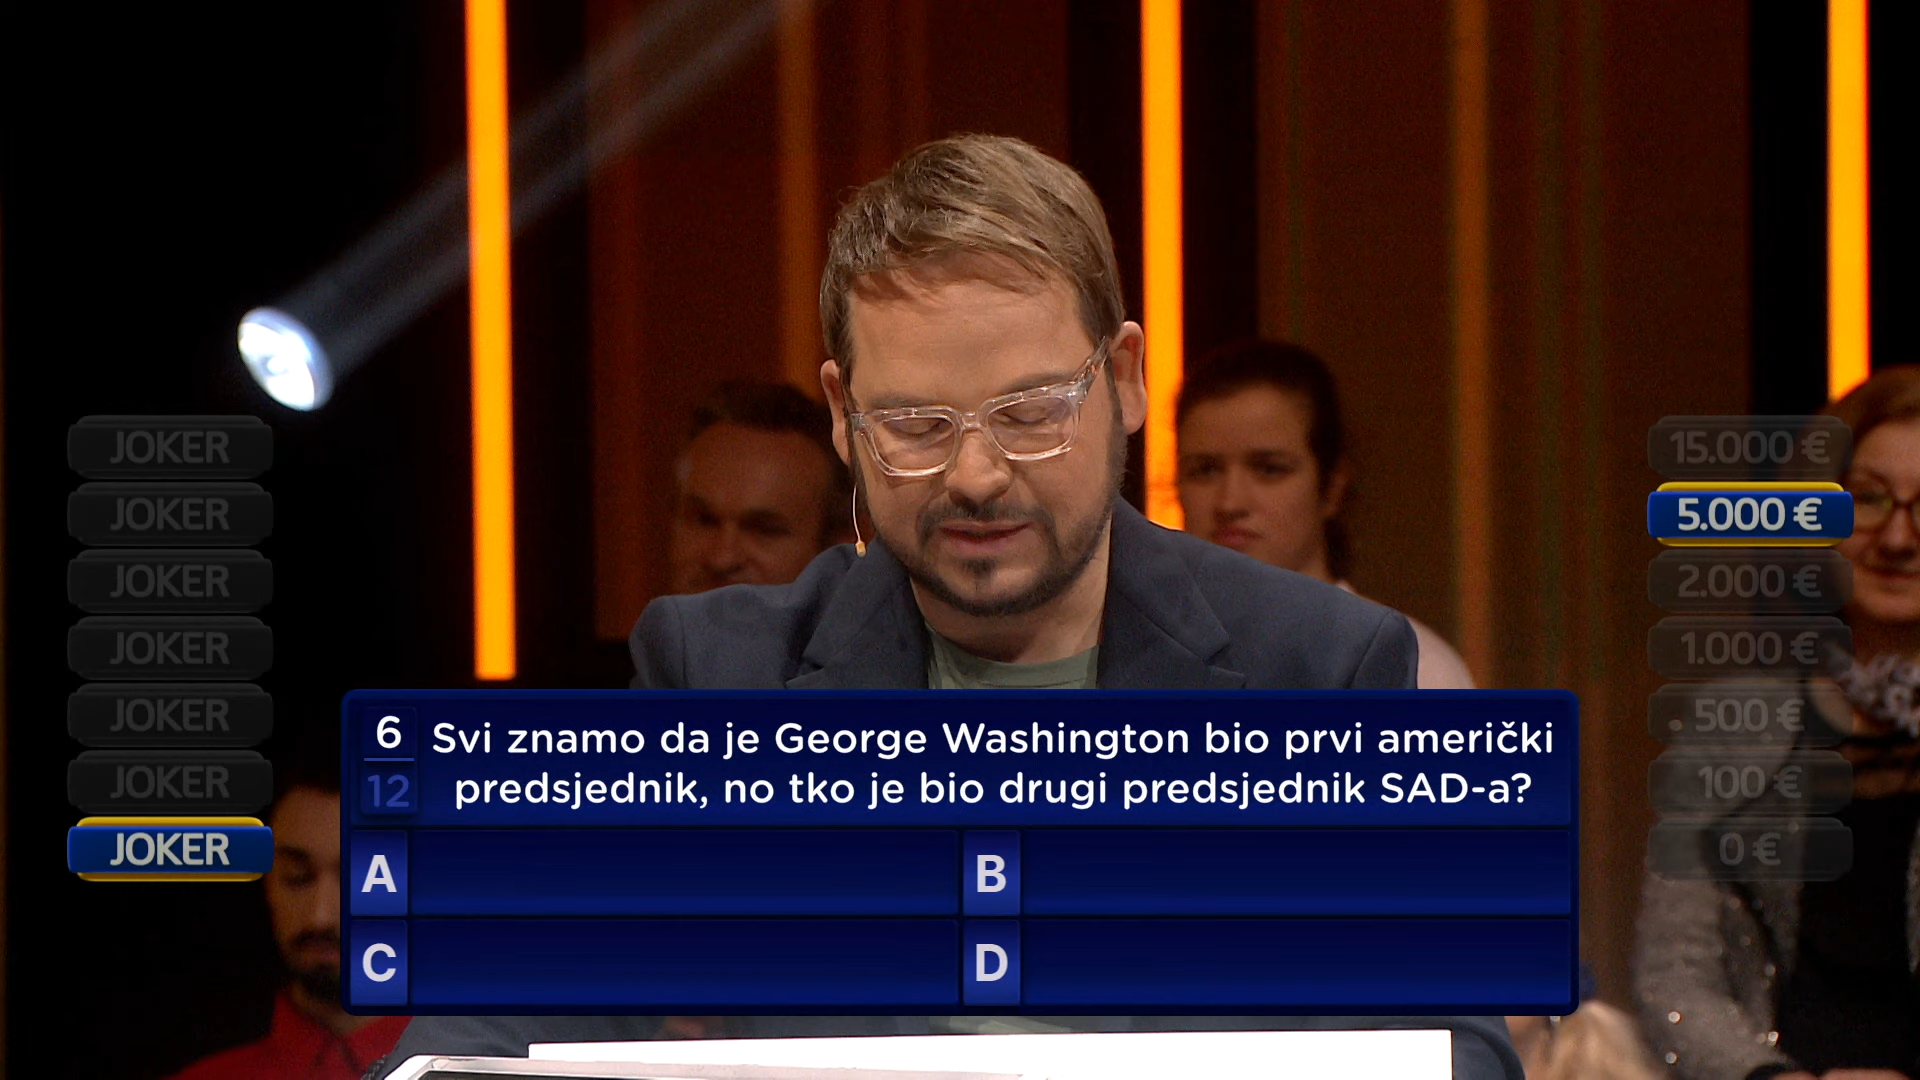 JOKER
JOKER
JOKER
JOKER
JOKER
JOKER
JOKER
15.000 €
5.000 €
2.000 €
1.000 €
500 €
100 €
0 €
6
12
Svi znamo da je George Washington bio prvi američki
predsjednik, no tko je bio drugi predsjednik SAD-a?
A
B
C
D